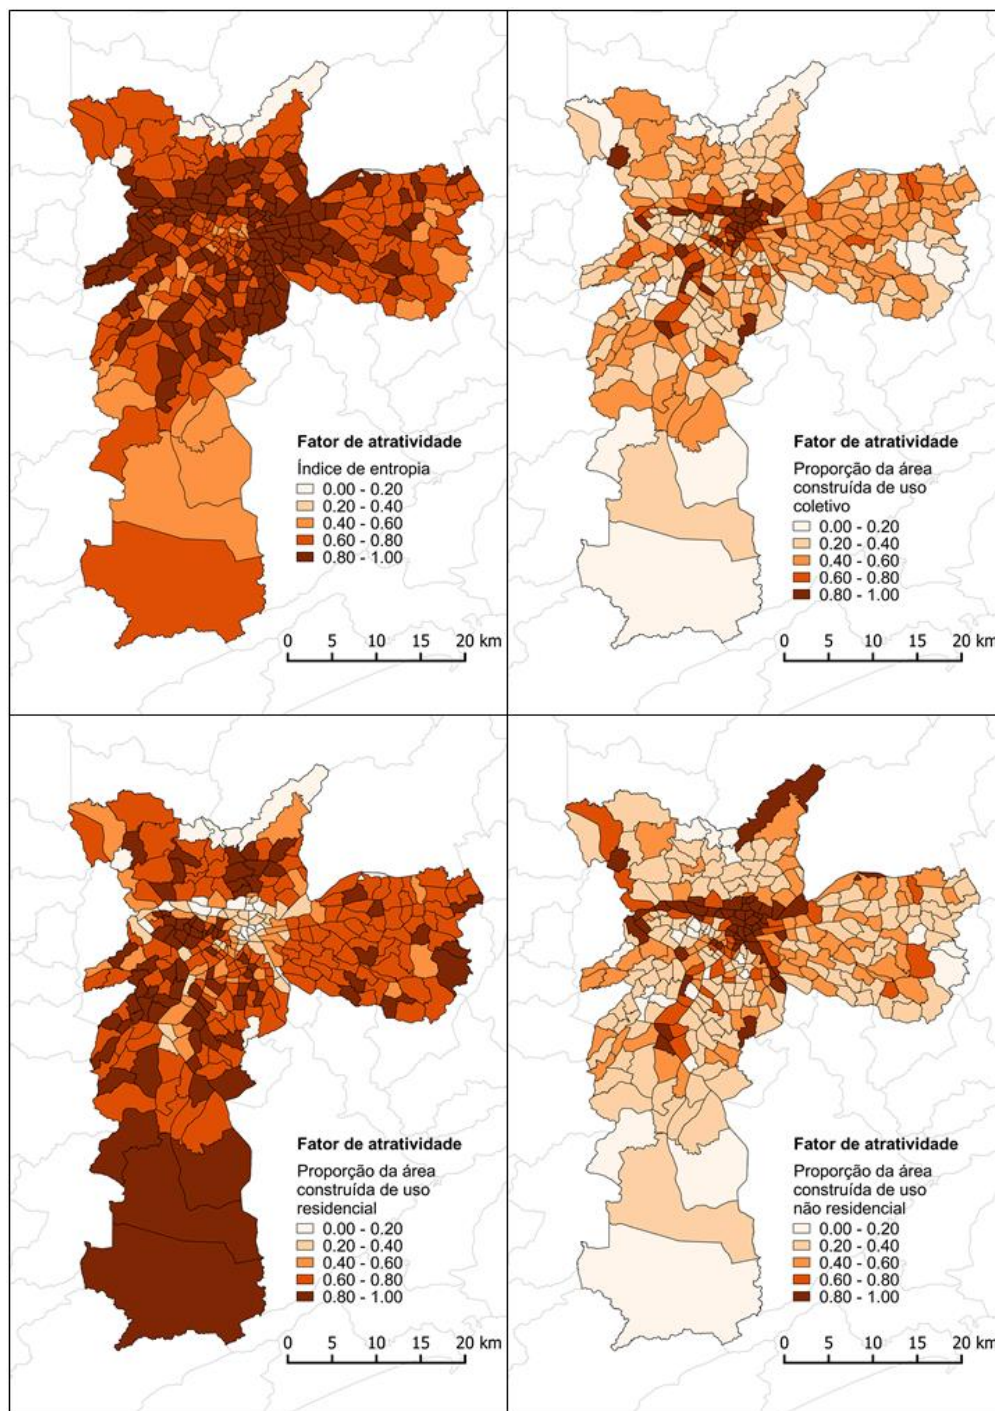 Fator de atratividade
Índice de entropia
0.00 - 0.20
0.20 - 0.40
0.40 - 0.60
0.60 - 0.80
0.80 - 1.00
0 5 10 15 20 km
Fator de atratividade
Proporção da área
construída de uso
coletivo
0.00 - 0.20
0.20 - 0.40
0.40 - 0.60
0.60 - 0.80
0.80 - 1.00
0 5 10 15 20 km
Fator de atratividade
Proporção da área
construída de uso
residencial
0.00 - 0.20
0.20 - 0.40
0.40 - 0.60
0.60 - 0.80
0.80 - 1.00
0 5 10 15 20 km
Fator de atratividade
Proporção da área
construída de uso
não residencial
0.00 - 0.20
0.20 - 0.40
0.40 - 0.60
0.60 - 0.80
0.80 - 1.00
0 5 10 15 20 km